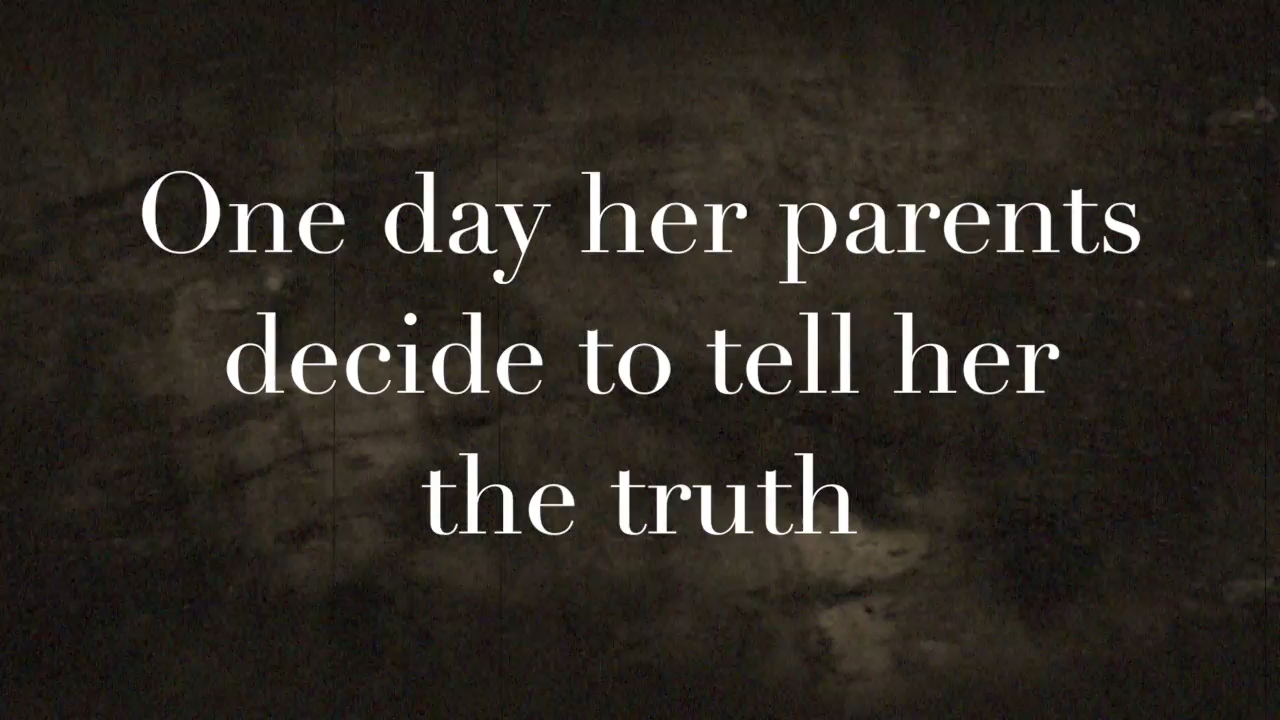 One day her parents
decide to tell her
the truth